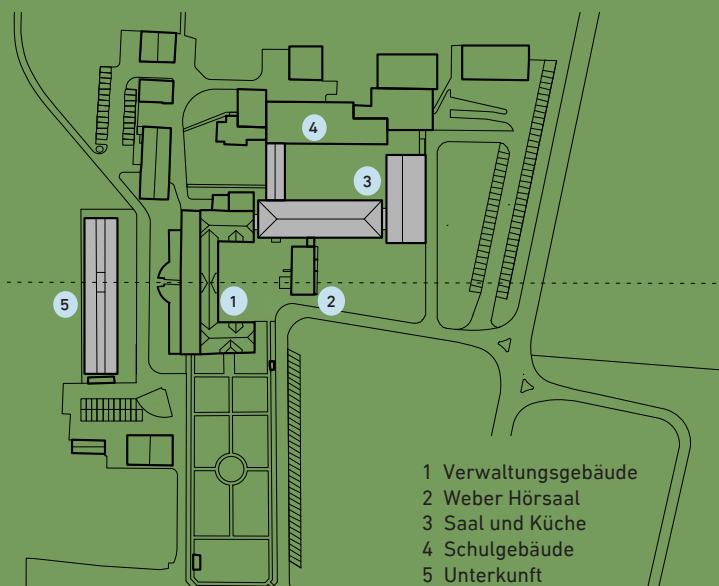 4
3
1
2
5
1 Verwaltungsgebäude
2 Weber Hörsaal
3 Saal und Küche
4 Schulgebäude
5 Unterkunft